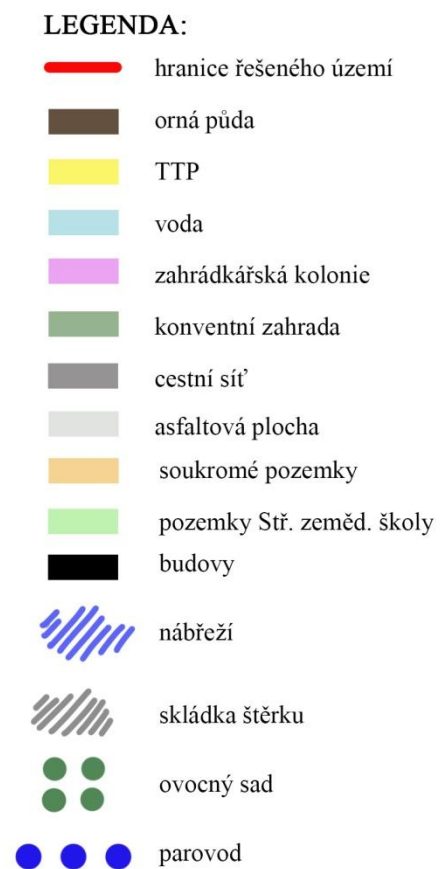 LEGENDA:
hranice řešeného území
orná půda
TTP
voda
zahrádkářská kolonie
konventní zahrada
cestní síť
asfaltová plocha
soukromé pozemky
pozemky Stř. zeměd. školy
budovy
nábřeží
skládka štěrku
ovocný sad
parovod